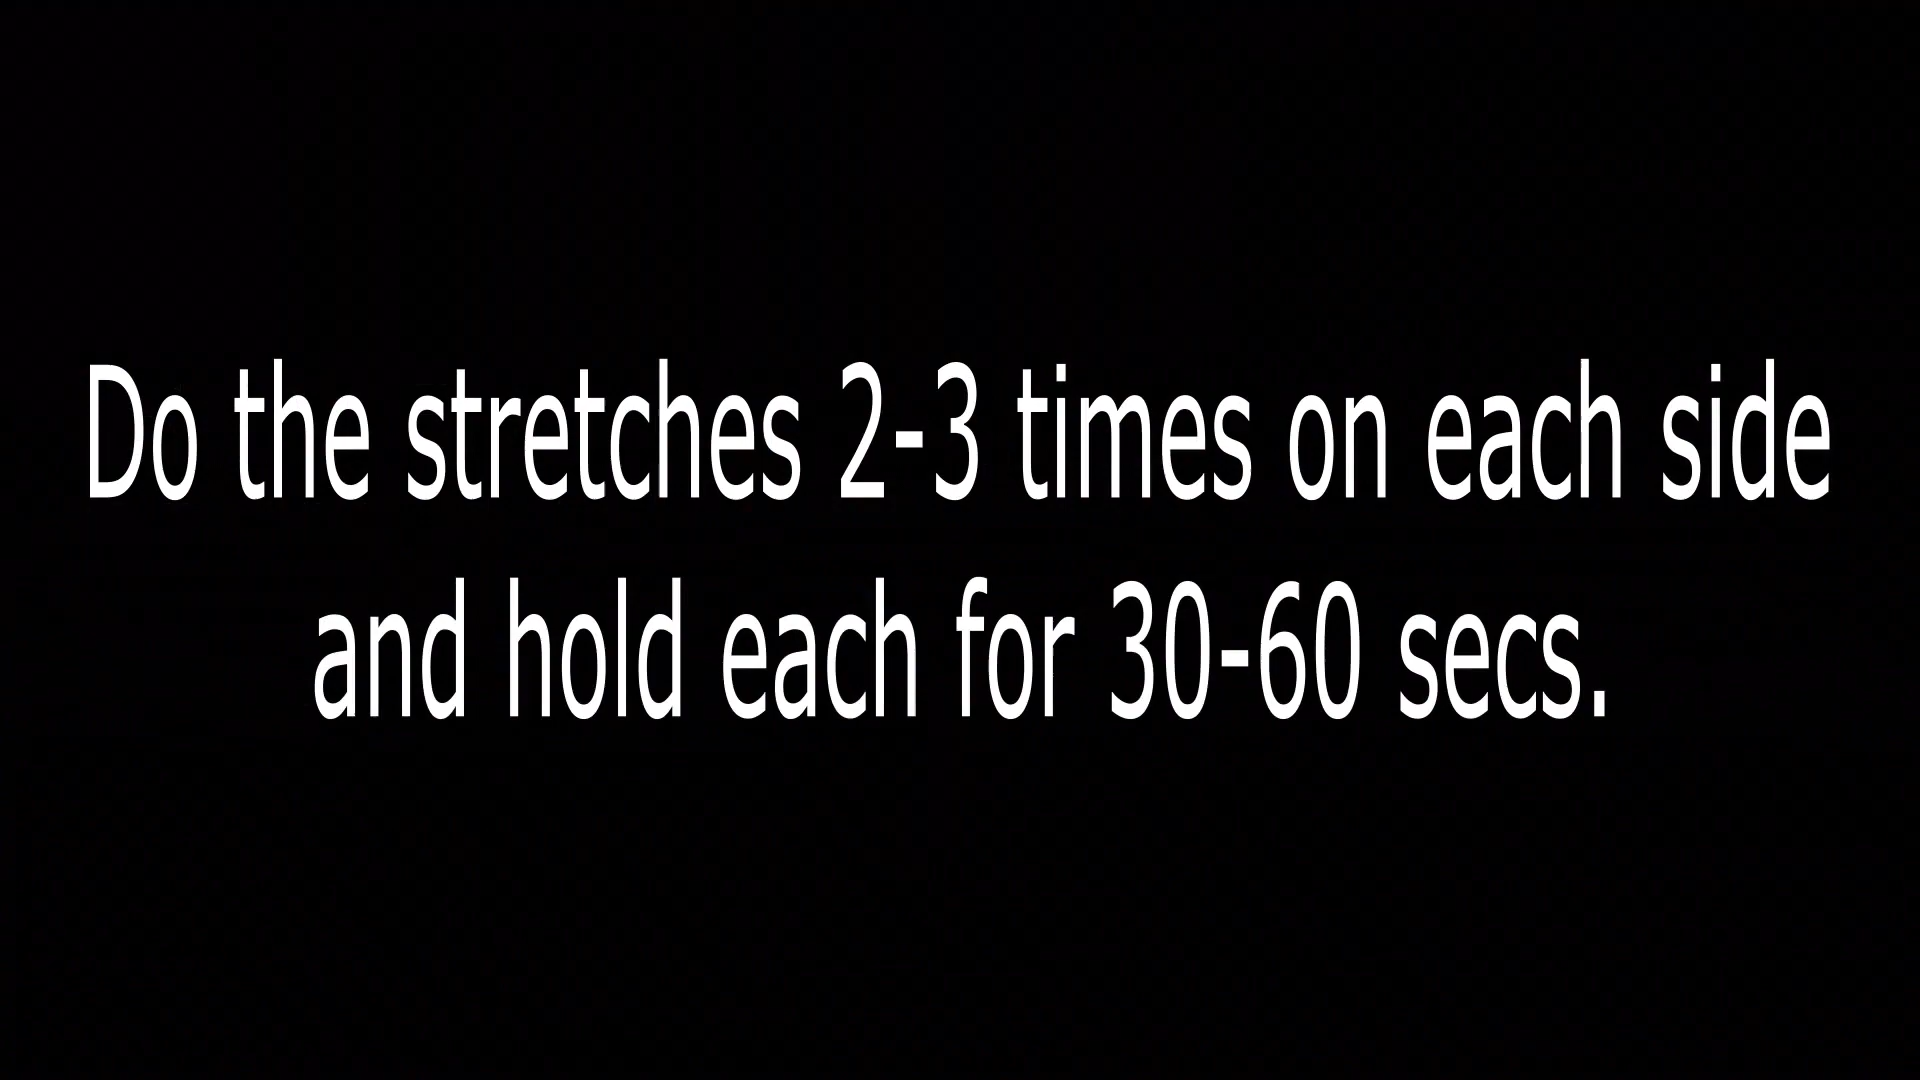 Do the stretches 2-3 times on each side
and hold each for 30-60 secs.